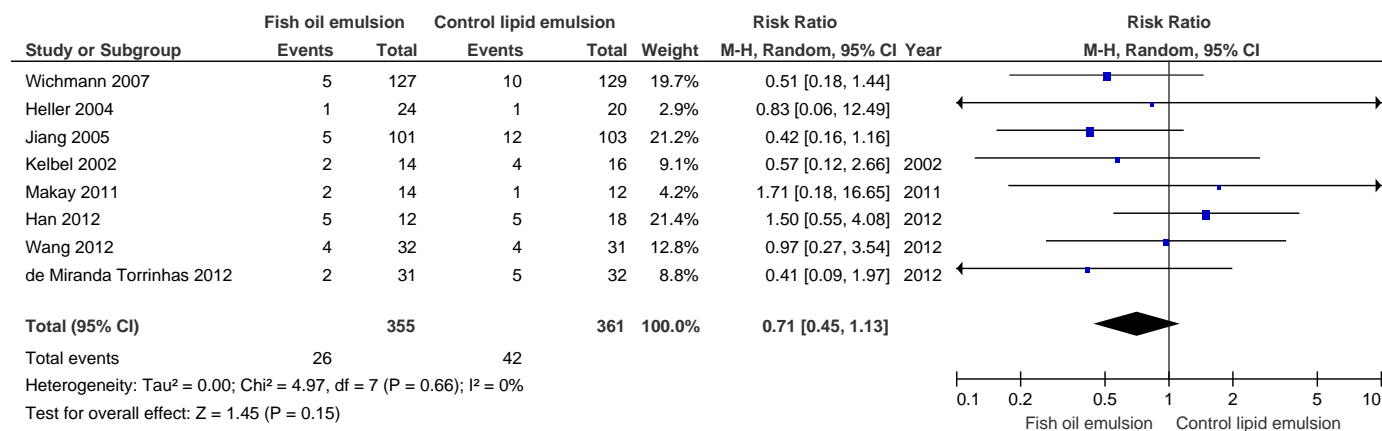 Fish oil emulsion Control lipid emulsion Risk Ratio Risk Ratio
Study or Subgroup Events Total Events Total Weight M-H, Random, 95% CI Year M-H, Random, 95% CI
Wichmann 2007 5 127 10 129 19.7% 0.51 [0.18, 1.44]
Heller 2004 1 24 1 20 2.9% 0.83 [0.06, 12.49]
Jiang 2005 5 101 12 103 21.2% 0.42 [0.16, 1.16]
Kelbel 2002 2 14 4 16 9.1% 0.57 [0.12, 2.66] 2002
Makay 2011 2 14 1 12 4.2% 1.71 [0.18, 16.65] 2011
Han 2012 5 12 5 18 21.4% 1.50 [0.55, 4.08] 2012
Wang 2012 4 32 4 31 12.8% 0.97 [0.27, 3.54] 2012
de Miranda Torrinhas 2012 2 31 5 32 8.8% 0.41 [0.09, 1.97] 2012
Total (95% CI) 355 361 100.0% 0.71 [0.45, 1.13]
Total events 26 42
Heterogeneity: Tau² = 0.00; Chi² = 4.97, df = 7 (P = 0.66); I² = 0%
Test for overall effect: Z = 1.45 (P = 0.15)
0.1 0.2 0.5 1 2 5 10
Fish oil emulsion Control lipid emulsion